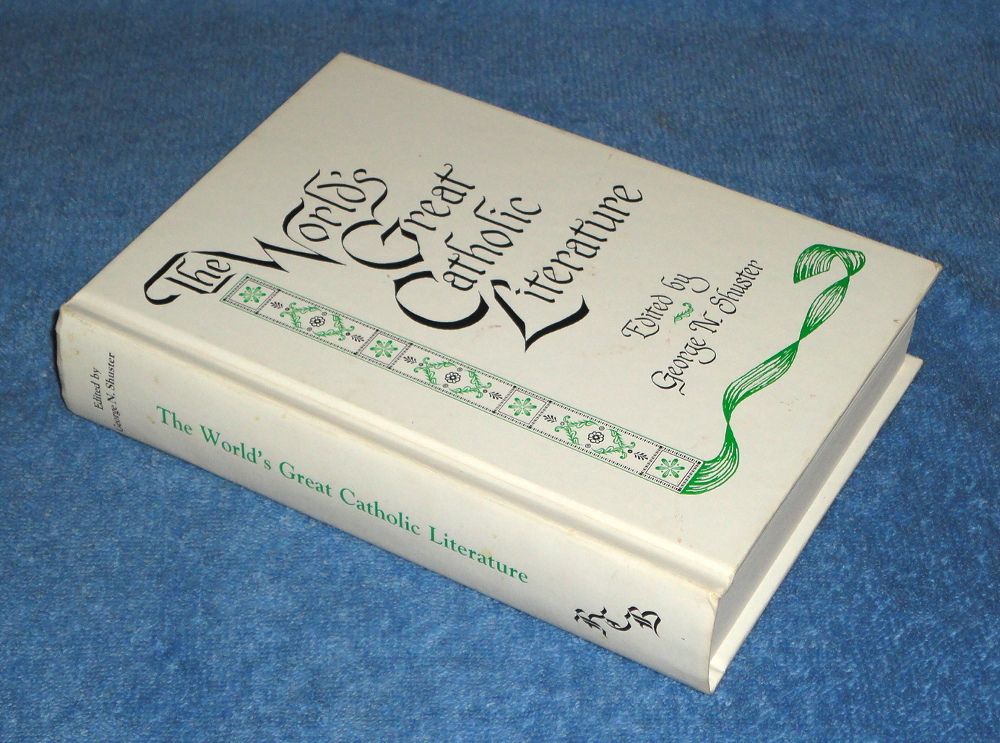 The World's
Great
Catholic
Literature
Edited by
George N. Shuster
Edited by
George N. Shuster
The World's Great Catholic Literature
R C B